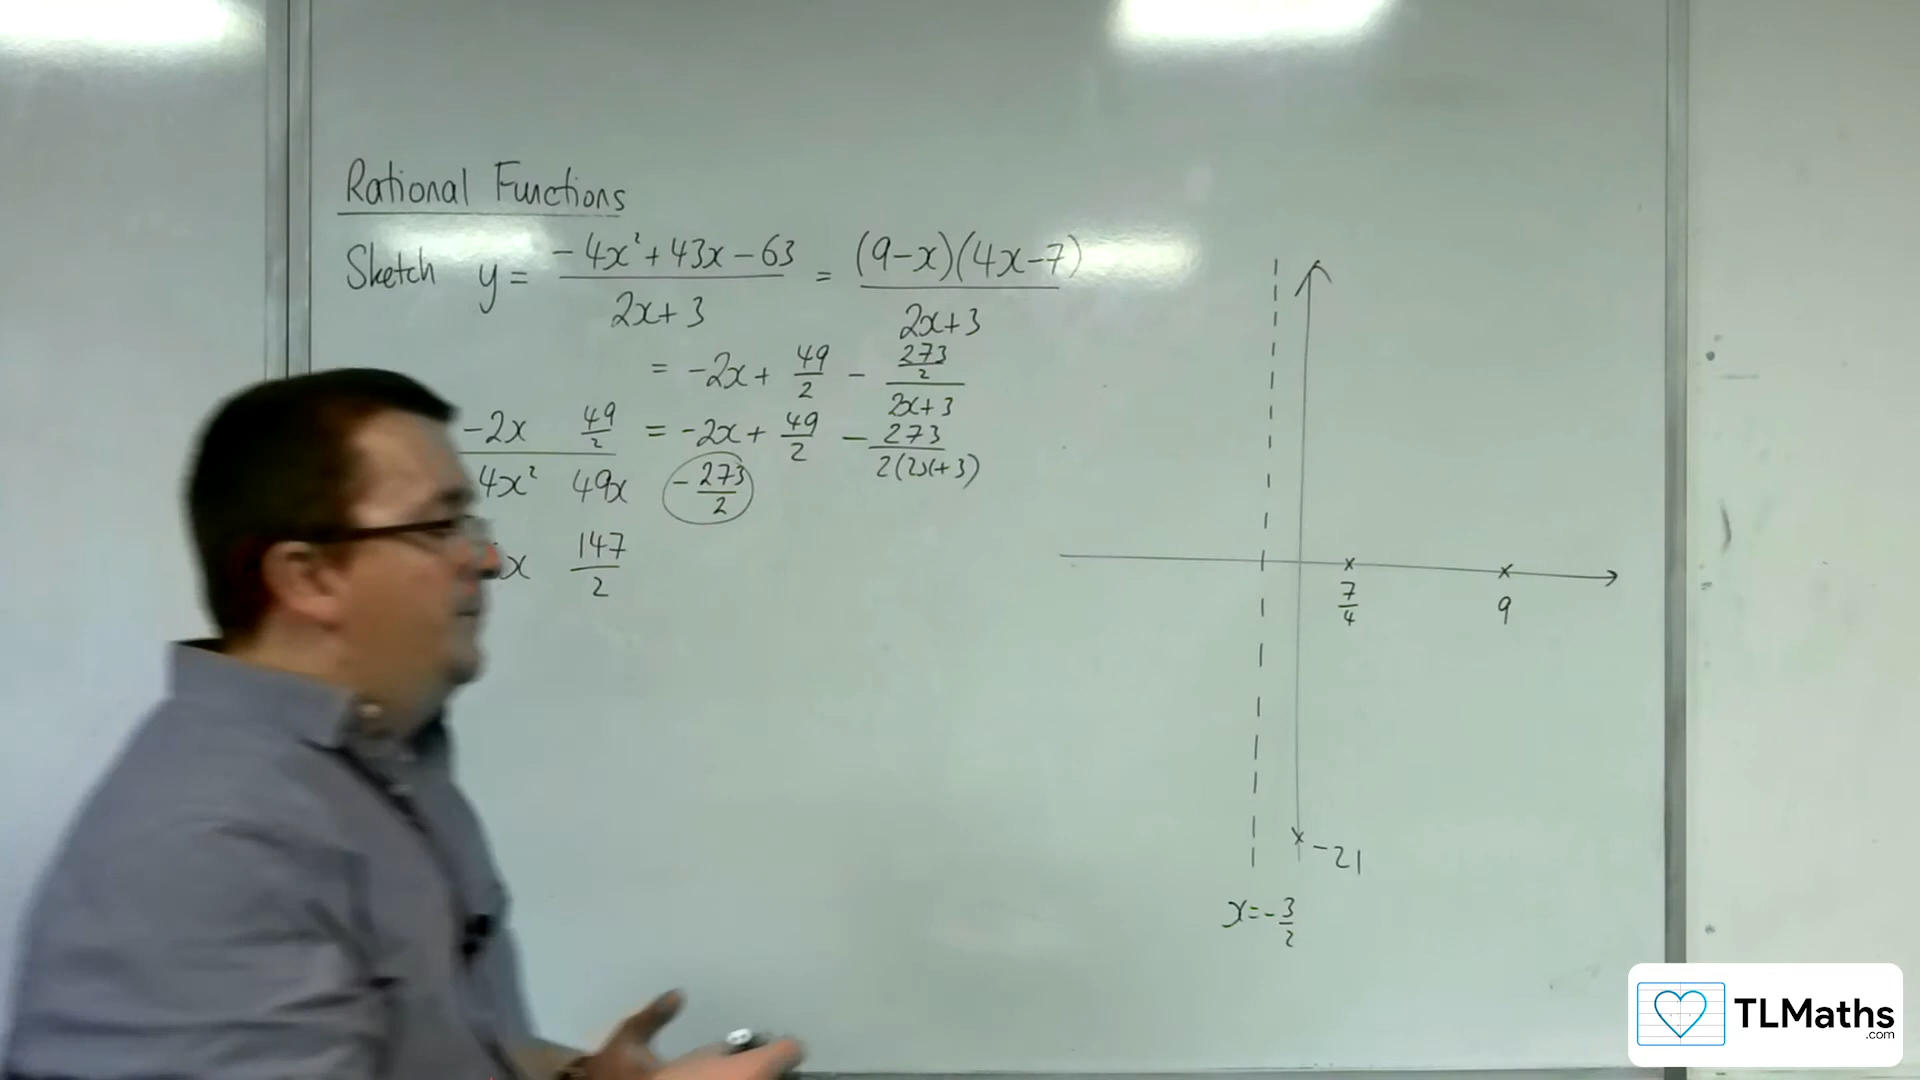 Rational Functions
Sketch y = (-4x²+43x-63)/(2x+3) = (9-x)(4x-7)/(2x+3)
= -2x + 49/2 - (273/2)/(2x+3)
-2x 49/2 = -2x + 49/2 - 273/(2(2x+3))
4x² 49x -273/2
x 147/2
7/4
9
-21
x=-3/2
TLMaths
.com